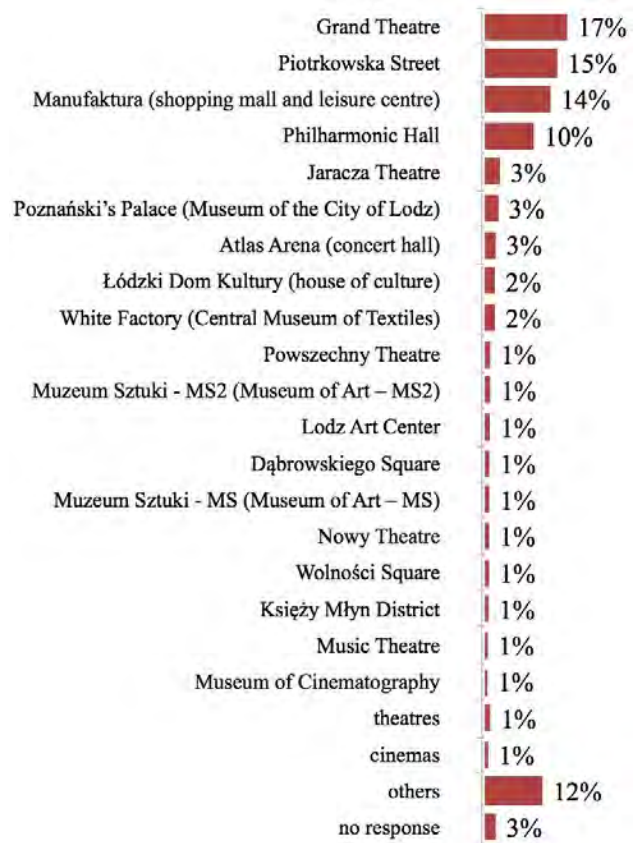 Grand Theatre 17%
Piotrkowska Street 15%
Manufaktura (shopping mall and leisure centre) 14%
Philharmonic Hall 10%
Jaracza Theatre 3%
Poznański's Palace (Museum of the City of Lodz) 3%
Atlas Arena (concert hall) 3%
Łódzki Dom Kultury (house of culture) 2%
White Factory (Central Museum of Textiles) 2%
Powszechny Theatre 1%
Muzeum Sztuki - MS2 (Museum of Art – MS2) 1%
Lodz Art Center 1%
Dąbrowskiego Square 1%
Muzeum Sztuki - MS (Museum of Art – MS) 1%
Nowy Theatre 1%
Wolności Square 1%
Księży Młyn District 1%
Music Theatre 1%
Museum of Cinematography 1%
theatres 1%
cinemas 1%
others 12%
no response 3%